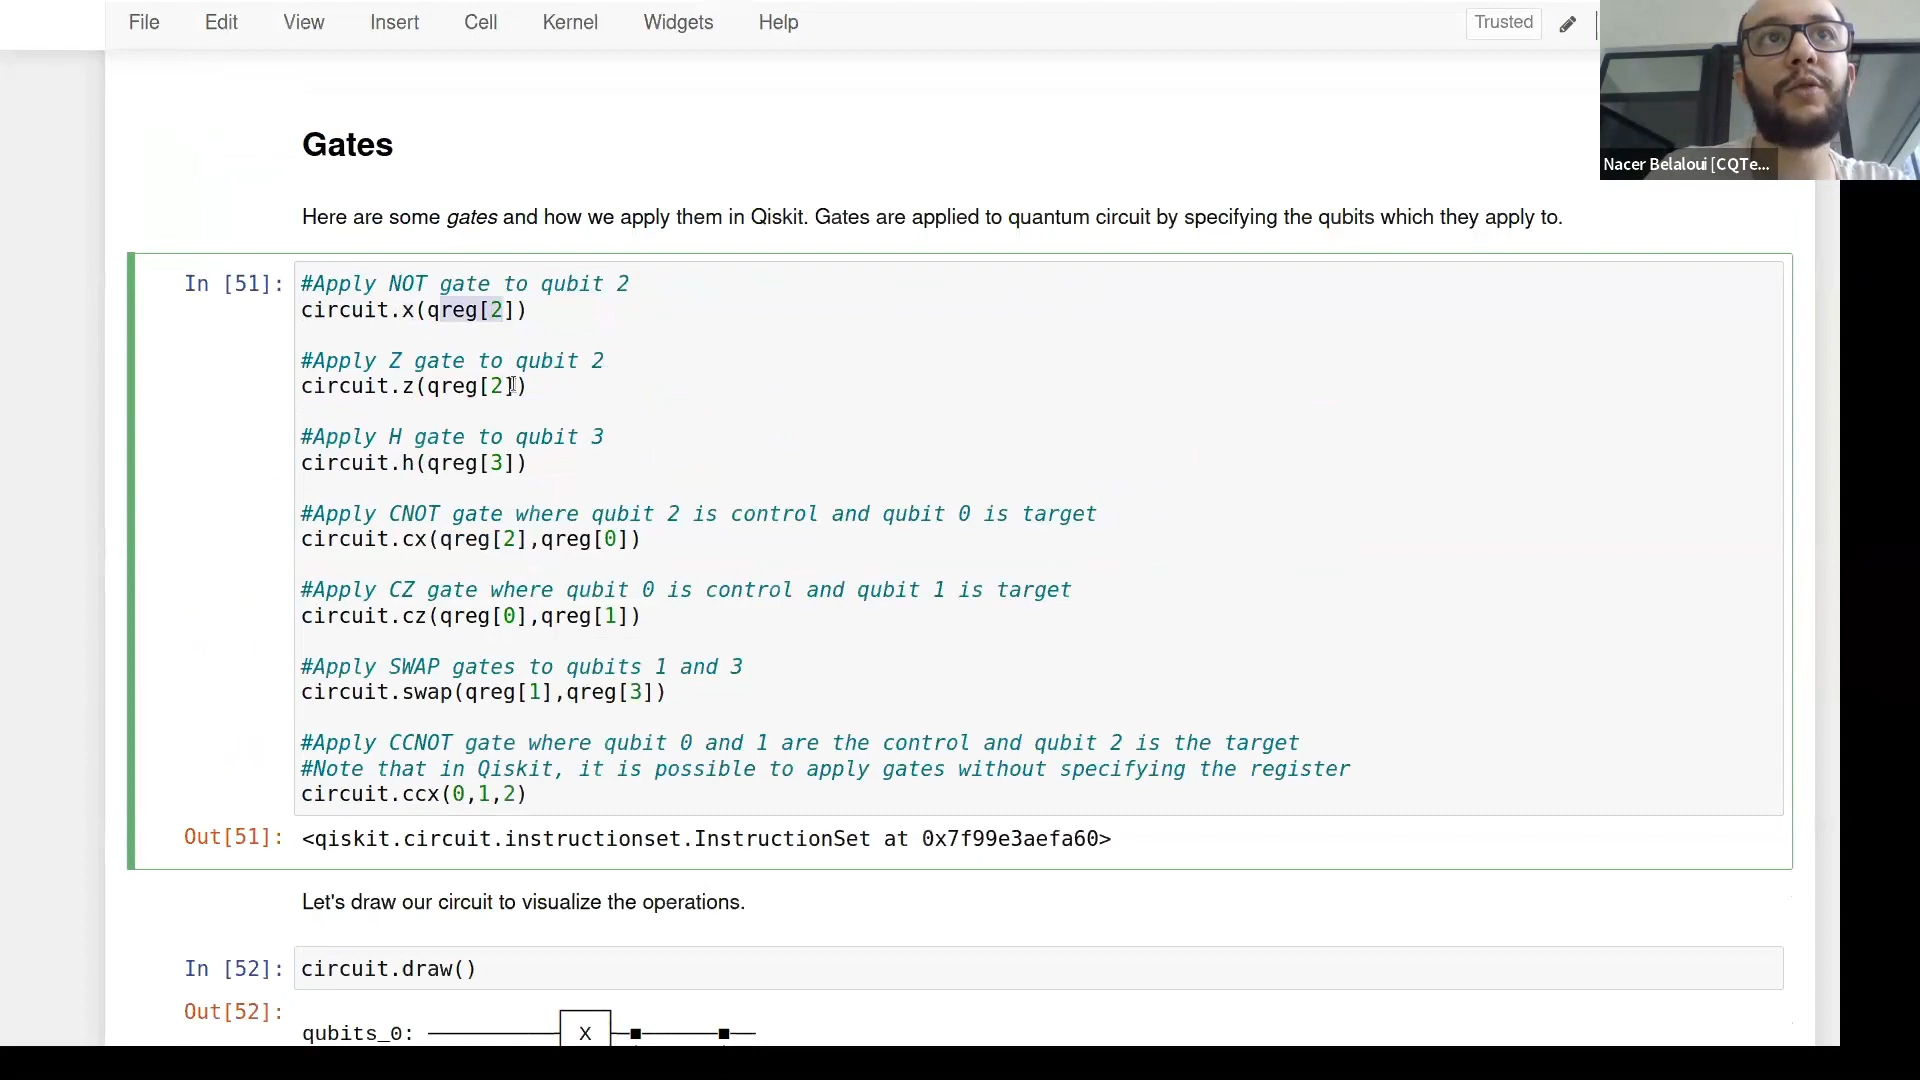 File Edit View Insert Cell Kernel Widgets Help Trusted
Nacer Belaloui [CQTe...
Gates
Here are some gates and how we apply them in Qiskit. Gates are applied to quantum circuit by specifying the qubits which they apply to.
In [51]: #Apply NOT gate to qubit 2
circuit.x(qreg[2])
#Apply Z gate to qubit 2
circuit.z(qreg[2])
#Apply H gate to qubit 3
circuit.h(qreg[3])
#Apply CNOT gate where qubit 2 is control and qubit 0 is target
circuit.cx(qreg[2],qreg[0])
#Apply CZ gate where qubit 0 is control and qubit 1 is target
circuit.cz(qreg[0],qreg[1])
#Apply SWAP gates to qubits 1 and 3
circuit.swap(qreg[1],qreg[3])
#Apply CCNOT gate where qubit 0 and 1 are the control and qubit 2 is the target
#Note that in Qiskit, it is possible to apply gates without specifying the register
circuit.ccx(0,1,2)
Out[51]: <qiskit.circuit.instructionset.InstructionSet at 0x7f99e3aefa60>
Let's draw our circuit to visualize the operations.
In [52]: circuit.draw()
Out[52]:
qubits_0: X